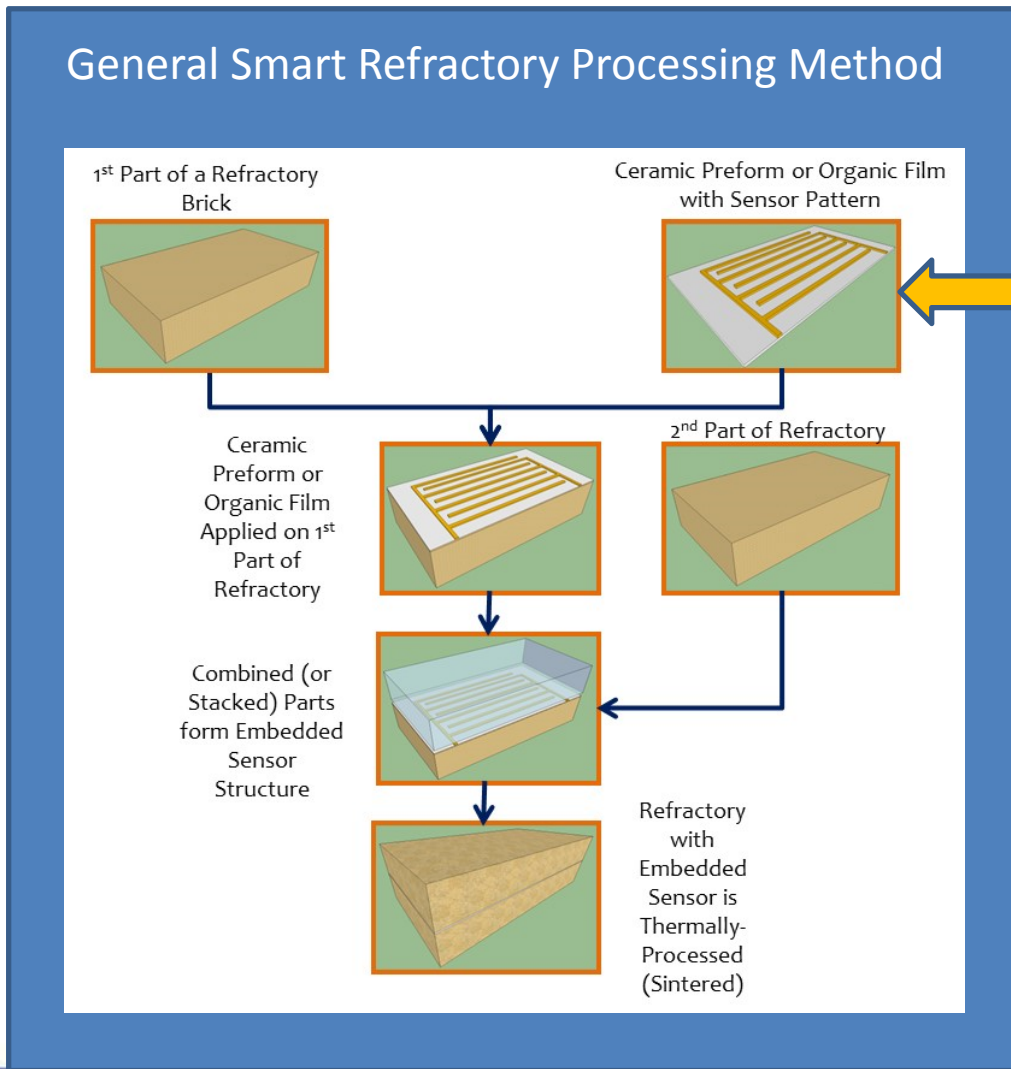 General Smart Refractory Processing Method
1st Part of a Refractory
Brick
Ceramic Preform or Organic Film
with Sensor Pattern
Ceramic
Preform or
Organic Film
Applied on 1st
Part of
Refractory
2nd Part of Refractory
Combined (or
Stacked) Parts
form Embedded
Sensor
Structure
Refractory
with
Embedded
Sensor is
Thermally-
Processed
(Sintered)